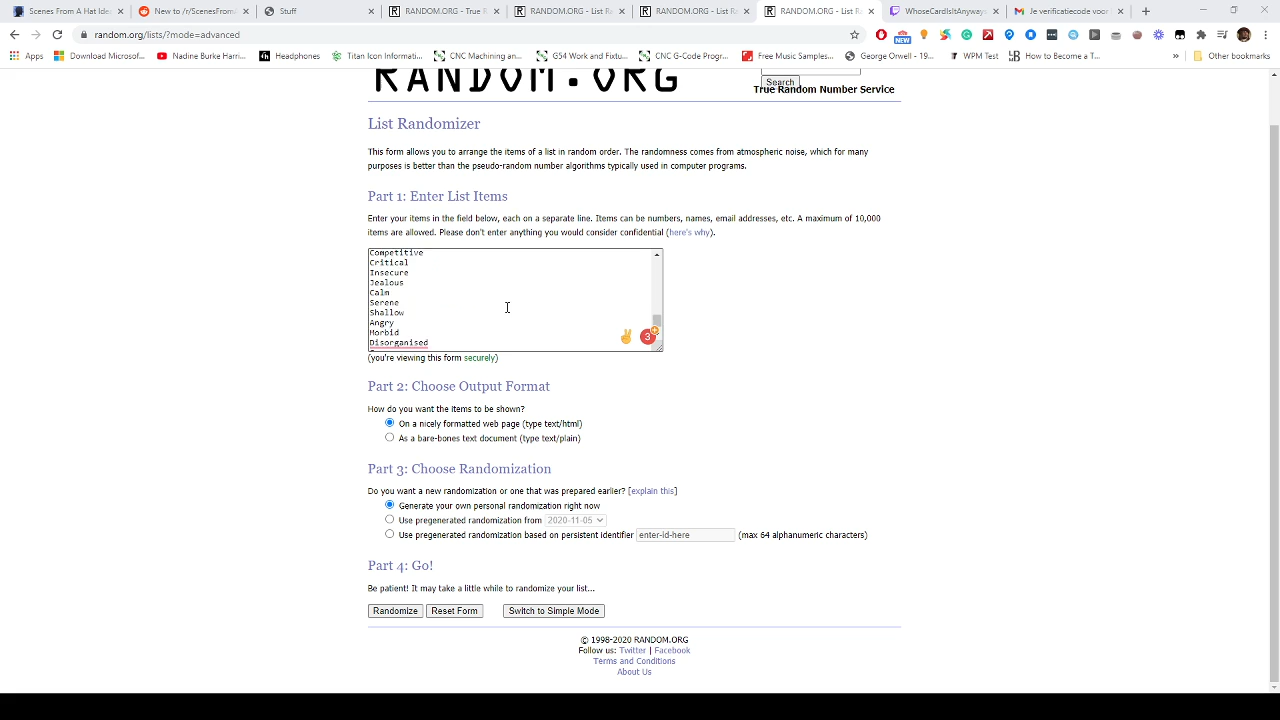 Scenes From A Hat Ide
New to /r/ScenesFrom
Stuff
RANDOM.ORG - True R
RANDOM.ORG - List Re
RANDOM.ORG - List Ra
RANDOM.ORG - List Ra
WhoseCardIsItAnyway
Je verificatiecode voor
random.org/lists/?mode=advanced
NEW
Apps
Download Microsof...
Nadine-Marke Harri...
Headphones
Titan Icon Informati...
CNC Machining an...
G54 Work and Fixtu...
CNC G-Code Prog...
Free Music Samples...
George Orwell - 19...
WPM Test
How to Become a T...
»
Other bookmarks
RANDOM.ORG
Search
True Random Number Service
List Randomizer
This form allows you to arrange the items of a list in random order. The randomness comes from atmospheric noise, which for many
purposes is better than the pseudo-random number algorithms typically used in computer programs.
Part 1: Enter List Items
Enter your items in the field below, each on a separate line. Items can be numbers, names, email addresses, etc. A maximum of 10,000
items are allowed. Please don't enter anything you would consider confidential (here's why).
Competitive
Critical
Insecure
Jealous
Calm
Serene
Shallow
Angry
Morbid
Disorganised
3
(you're viewing this form securely)
Part 2: Choose Output Format
How do you want the items to be shown?
On a nicely formatted web page (type text/html)
As a bare-bones text document (type text/plain)
Part 3: Choose Randomization
Do you want a new randomization or one that was prepared earlier? [explain this]
Generate your own personal randomization right now
Use pregenerated randomization from 2020-11-05
Use pregenerated randomization based on persistent identifier enter-id-here (max 64 alphanumeric characters)
Part 4: Go!
Be patient! It may take a little while to randomize your list...
Randomize Reset Form Switch to Simple Mode
© 1998-2020 RANDOM.ORG
Follow us: Twitter | Facebook
Terms and Conditions
About Us